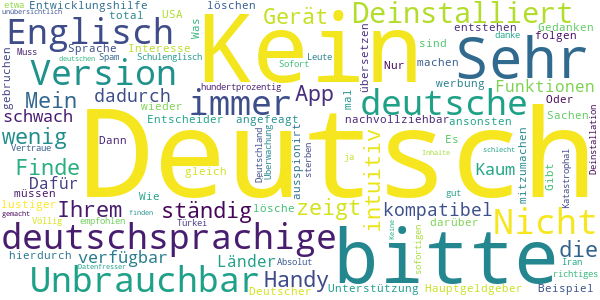 etwa Entwicklungshilfe löschen danke entstehen Gedanken
unübersichtlich total USA Gerät Deinstalliert folgen
Englisch Kein Was Sehr
Muss Sprache Interesse Nur sind machen werbung
deutschen Spam Schulenglisch Sofort Leute übersetzen
gebrochen Version hundertprozentig Funktionen
Mein dadurch wieder immer App mal deutsche Oder
schwach Entscheider angefeagt nachvollziehbar ansonsten Sachen
wenig Dann Deutsch Es mitzumachen
Vertraue Deutschland Überwachung ausspioniert sterben Deinstallation
Finde gleich ja intuitiv Kaum Gibt Katastrophal
Dafür müssen Wie Inhalte gut schlecht
lustiger Ihrem ständig lösche zeigt kompatibel Nicht
gemacht Völlig empfohlen Türkei Keine darüber
deutschsprachige finden bitte die
hierdurch verfügbar Länder Absolut sofortigen Iran
Unbrauchbar Handy Unterstützung Hauptgeldgeber richtiges
Datenfresser Deutscher Beispiel